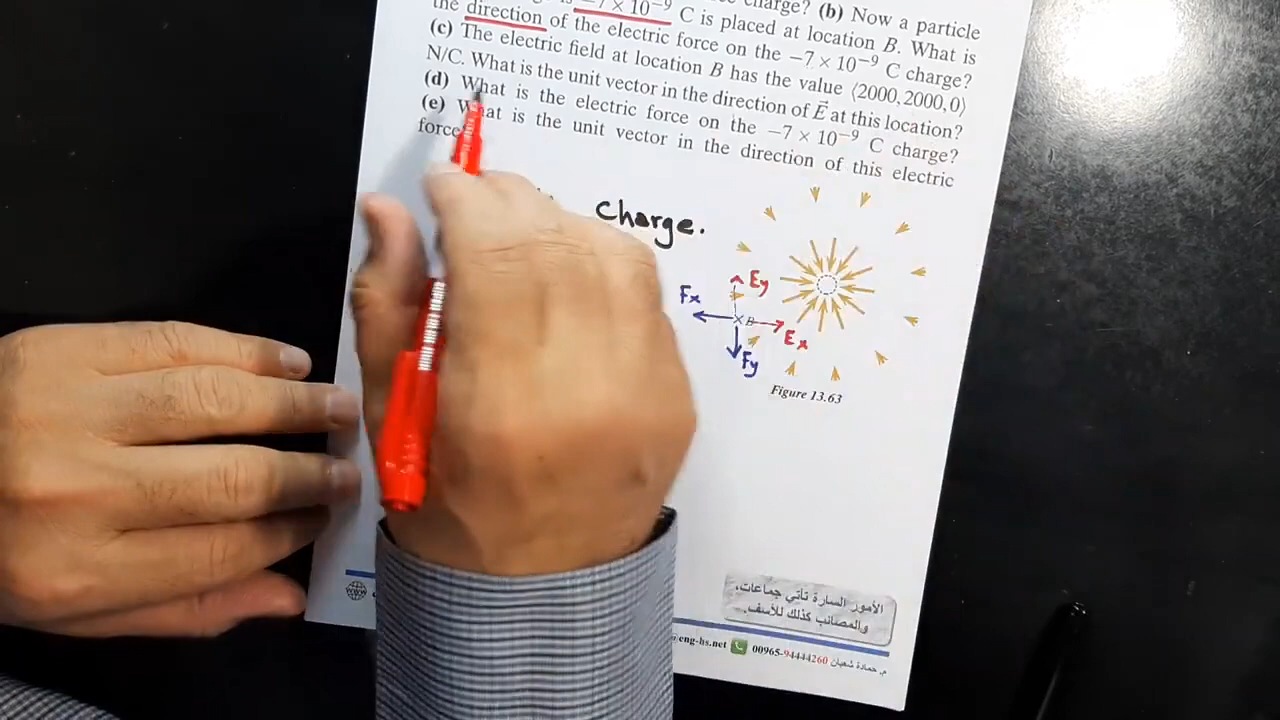 charge? (b) Now a particle
−7 × 10⁻⁹ C is placed at location B. What is
the direction of the electric force on the −7 × 10⁻⁹ C charge?
(c) The electric field at location B has the value ⟨2000, 2000, 0⟩
N/C. What is the unit vector in the direction of E⃗ at this location?
(d) What is the electric force on the −7 × 10⁻⁹ C charge?
(e) What is the unit vector in the direction of this electric
force
Charge.
Ey
Fx
B
Ex
Fy
Figure 13.63
الأمور السارة تأتي جماعات،
والمصائب كذلك للأسف.
eng-hs.net 00965-94444260 م. حمادة شعبان